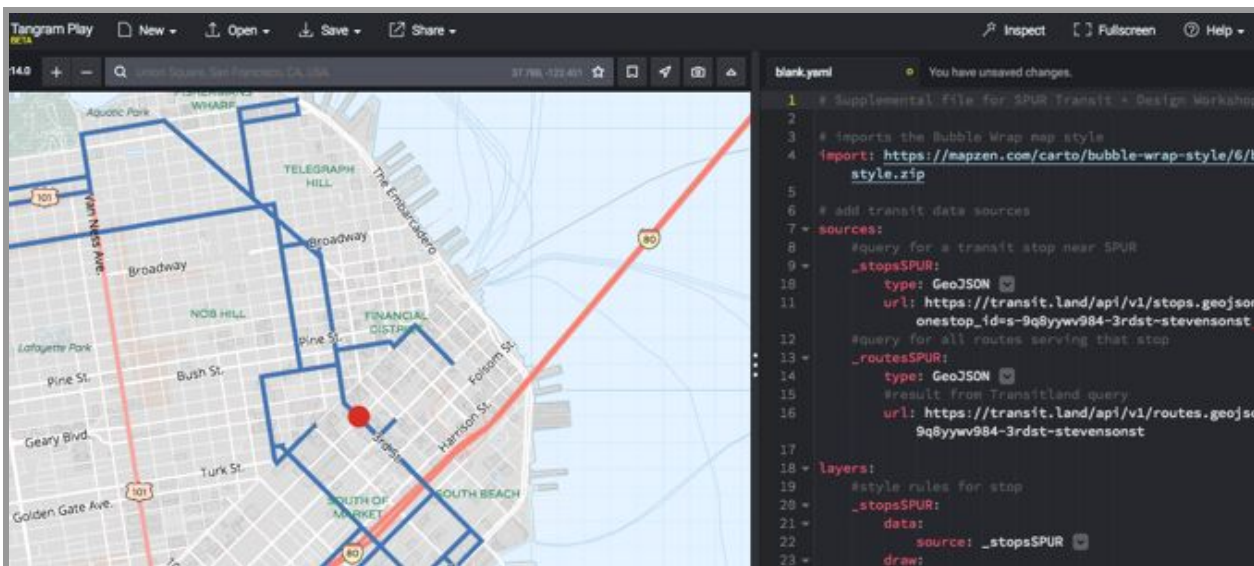 Tangram Play
BETA
New
Open
Save
Share
Inspect
Fullscreen
Help
14.0
+
−
Union Square, San Francisco, CA, USA
blank.yaml
You have unsaved changes.
WHARF
Aquatic Park
TELEGRAPH
HILL
The Embarcadero
101
Van Ness Ave.
80
Broadway
Broadway
NOB HILL
FINANCIAL
DISTRICT
Lafayette Park
Pine St.
Pine St.
Bush St.
Folsom St.
Geary Blvd.
3rd St.
Harrison St.
Turk St.
101
SOUTH OF
MARKET
SOUTH BEACH
Golden Gate Ave.
80
1 # Supplemental file for SPUR Transit + Design Workshop
2
3 # imports the Bubble Wrap map style
4 import: https://mapzen.com/carto/bubble-wrap-style/6/
style.zip
5
6 # add transit data sources
7 sources:
8 #query for a transit stop near SPUR
9 _stopsSPUR:
10 type: GeoJSON
11 url: https://transit.land/api/v1/stops.geojson
onestop_id=s-9q8yywv984-3rdst~stevensonst
12 #query for all routes serving that stop
13 _routesSPUR:
14 type: GeoJSON
15 #result from Transitland query
16 url: https://transit.land/api/v1/routes.geojso
9q8yywv984-3rdst~stevensonst
17
18 layers:
19 #style rules for stop
20 _stopsSPUR:
21 data:
22 source: _stopsSPUR
23 draw: